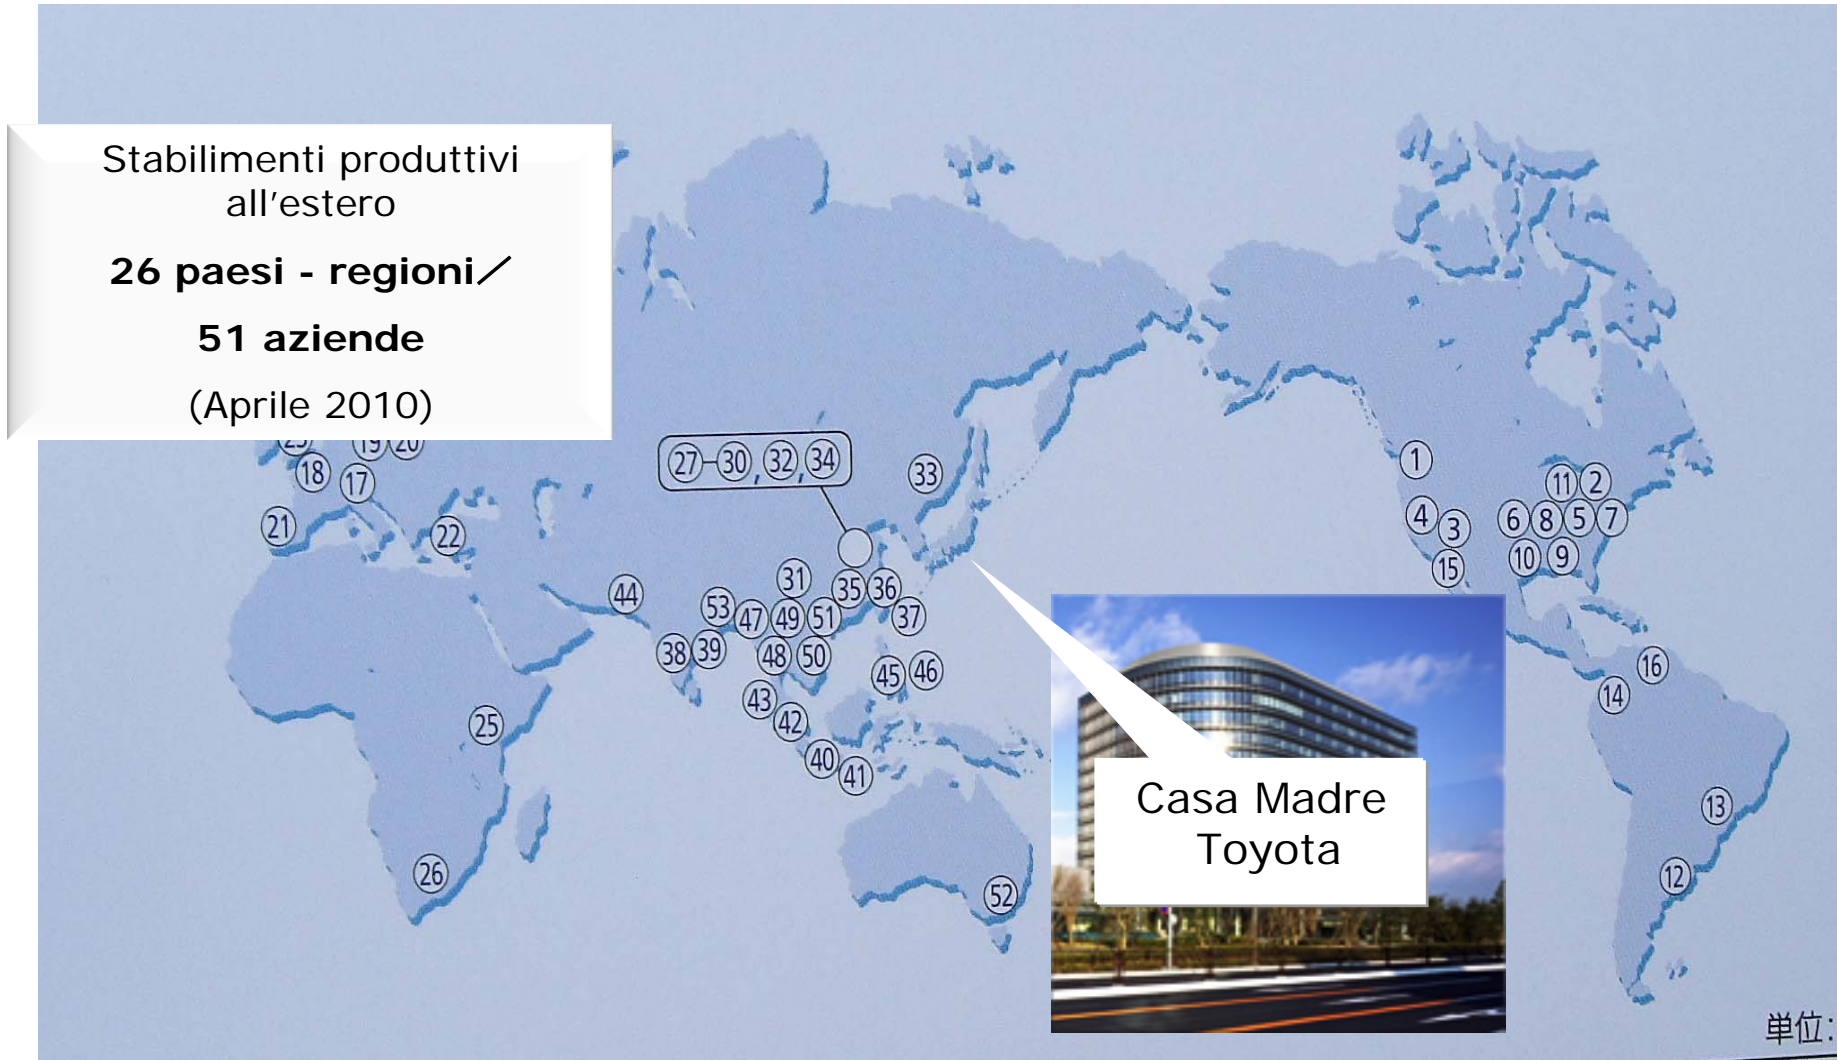 Stabilimenti produttivi
all'estero
26 paesi - regioni／
51 aziende
(Aprile 2010)
19 20
18 17
21
22
27–30, 32, 34
33
44
31
35 36
53 47 49 51 37
38 39 48 50
43
42
45 46
40
41
25
26
52
1
11 2
4 3 6 8 5 7
10 9
15
16
14
13
12
Casa Madre
Toyota
単位: